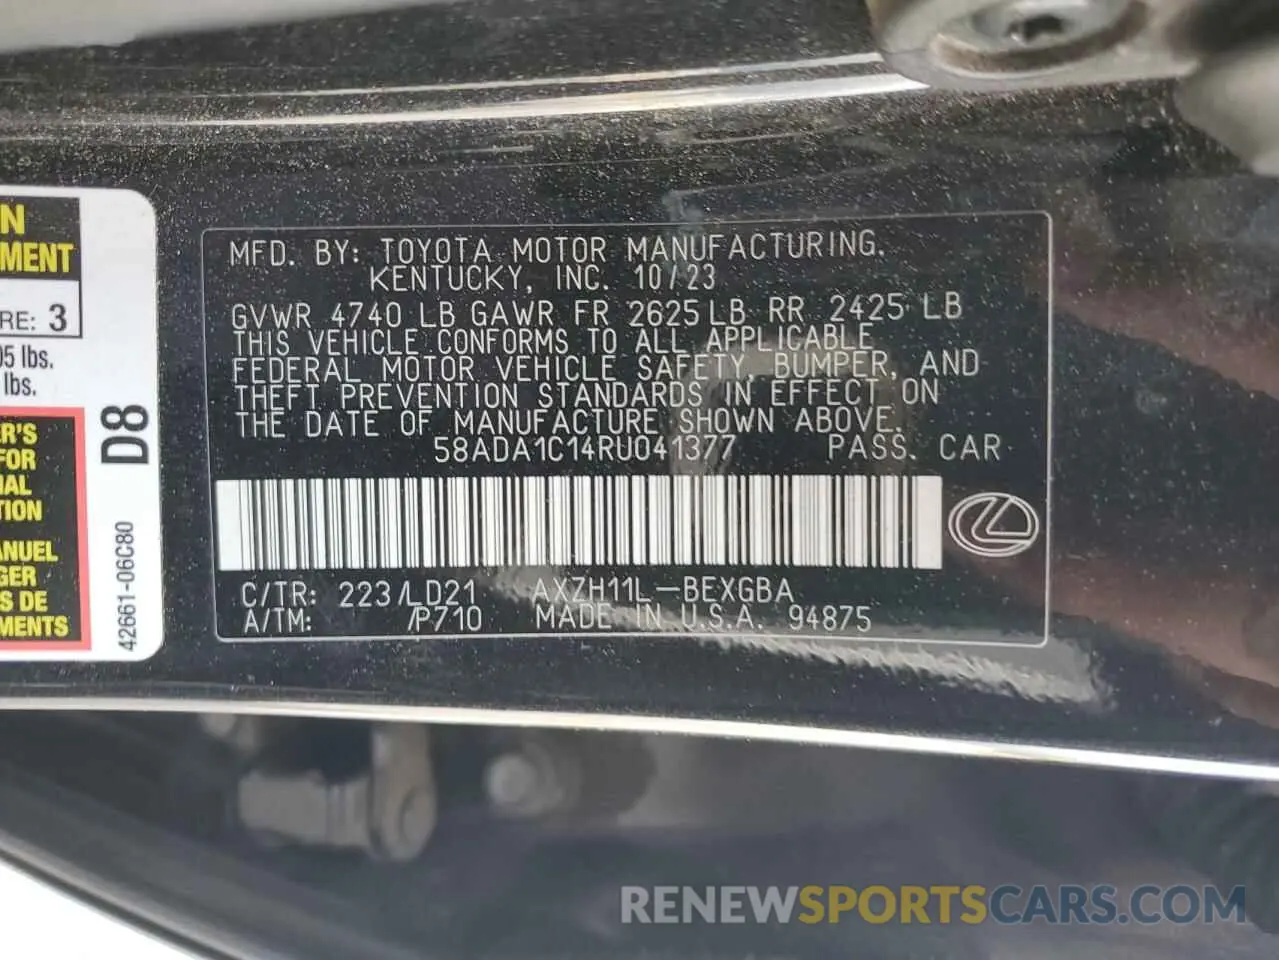 N
MENT
RE: 3
05 lbs.
lbs.
ER'S
FOR
IAL
TION
ANUEL
GER
S DE
MENTS
D8
42661-06C80
MFD. BY: TOYOTA MOTOR MANUFACTURING.
KENTUCKY, INC. 10/23
GVWR 4740 LB GAWR FR 2625 LB RR 2425 LB
THIS VEHICLE CONFORMS TO ALL APPLICABLE
FEDERAL MOTOR VEHICLE SAFETY, BUMPER, AND
THEFT PREVENTION STANDARDS IN EFFECT ON
THE DATE OF MANUFACTURE SHOWN ABOVE.
58ADA1C14RU041377 PASS. CAR
C/TR: 223/LD21 AXZH11L-BEXGBA
A/TM: /P710 MADE IN U.S.A. 94875
RENEWSPORTSCARS.COM